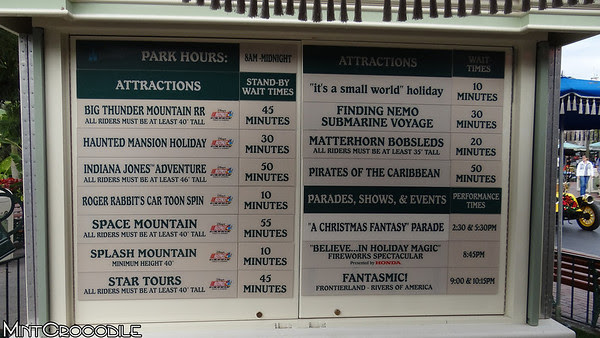 PARK HOURS: 8AM-MIDNIGHT
ATTRACTIONS STAND-BY WAIT TIMES
BIG THUNDER MOUNTAIN RR 45 MINUTES
ALL RIDERS MUST BE AT LEAST 40" TALL
HAUNTED MANSION HOLIDAY 30 MINUTES
INDIANA JONES™ ADVENTURE 50 MINUTES
ALL RIDERS MUST BE AT LEAST 46" TALL
ROGER RABBIT'S CAR TOON SPIN 10 MINUTES
SPACE MOUNTAIN 55 MINUTES
ALL RIDERS MUST BE AT LEAST 40" TALL
SPLASH MOUNTAIN 10 MINUTES
MINIMUM HEIGHT 40"
STAR TOURS 45 MINUTES
ALL RIDERS MUST BE AT LEAST 40" TALL
ATTRACTIONS WAIT TIMES
"it's a small world" holiday 10 MINUTES
FINDING NEMO SUBMARINE VOYAGE 30 MINUTES
MATTERHORN BOBSLEDS 20 MINUTES
ALL RIDERS MUST BE AT LEAST 35" TALL
PIRATES OF THE CARIBBEAN 50 MINUTES
PARADES, SHOWS, & EVENTS PERFORMANCE TIMES
"A CHRISTMAS FANTASY" PARADE 2:30 & 5:30PM
"BELIEVE...IN HOLIDAY MAGIC" 8:45PM
FIREWORKS SPECTACULAR
Presented by HONDA
FANTASMIC! 9:00 & 10:15PM
FRONTIERLAND - RIVERS OF AMERICA
MINTCROCODILE